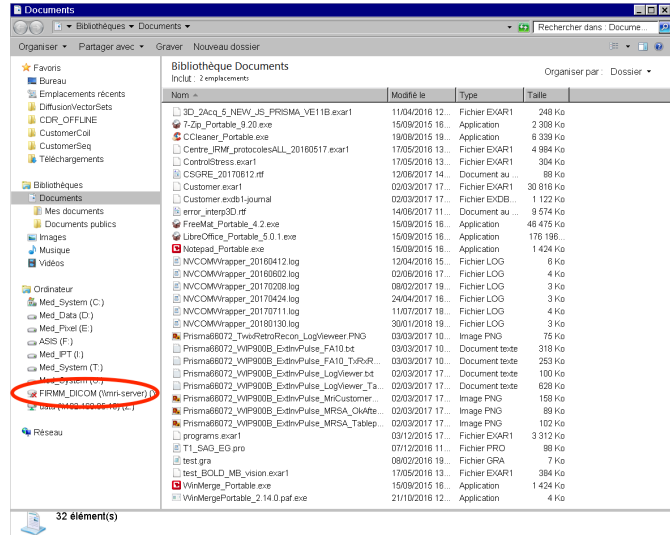 Documents
Bibliothèques ▾ Documents ▾
Rechercher dans : Docume...
Organiser ▾ Partager avec ▾ Graver Nouveau dossier
Favoris
Bureau
Emplacements récents
DiffusionVectorSets
CDR_OFFLINE
CustomerCoil
CustomerSeq
Téléchargements
Bibliothèques
Documents
Mes documents
Documents publics
Images
Musique
Vidéos
Ordinateur
Med_System (C:)
Med_Data (D:)
Med_Pixel (E:)
ASIS (F:)
Med_IPT (I:)
Med_System (T:)
FIRMM_DICOM (\\mri-server)
Réseau
Bibliothèque Documents
Inclut : 2 emplacements
Organiser par : Dossier ▾
Nom Modifié le Type Taille
3D_2Acq_5_NEW_JS_PRISMA_VE11B.exar1 11/04/2016 12... Fichier EXAR1 248 Ko
7-Zip_Portable_9.20.exe 15/09/2015 16... Application 2 308 Ko
CCleaner_Portable.exe 19/08/2015 19... Application 6 339 Ko
Centre_IRMf_protocolesALL_20160517.exar1 17/05/2016 13... Fichier EXAR1 4 984 Ko
ControlStress.exar1 17/05/2016 13... Fichier EXAR1 304 Ko
CSGRE_20170612.rtf 12/06/2017 14... Document au ... 88 Ko
Customer.exar1 02/03/2017 17... Fichier EXAR1 30 816 Ko
Customer.exdb1-journal 02/03/2017 17... Fichier EXDB... 1 122 Ko
error_interp3D.rtf 14/06/2017 11... Document au ... 9 574 Ko
FreeMat_Portable_4.2.exe 15/09/2015 16... Application 46 475 Ko
LibreOffice_Portable_5.0.1.exe 15/09/2015 16... Application 176 196...
Notepad_Portable.exe 15/09/2015 16... Application 1 424 Ko
NVCOMWrapper_20160412.log 12/04/2016 15... Fichier LOG 6 Ko
NVCOMWrapper_20160602.log 02/06/2016 17... Fichier LOG 4 Ko
NVCOMWrapper_20170208.log 08/02/2017 19... Fichier LOG 3 Ko
NVCOMWrapper_20170424.log 24/04/2017 16... Fichier LOG 3 Ko
NVCOMWrapper_20170711.log 11/07/2017 18... Fichier LOG 4 Ko
NVCOMWrapper_20180130.log 30/01/2018 19... Fichier LOG 3 Ko
Prisma66072_TwixRetroRecon_LogVieweer.PNG 03/03/2017 10... Image PNG 75 Ko
Prisma66072_WIP900B_ExtInvPulse_FA10.txt 03/03/2017 10... Document texte 318 Ko
Prisma66072_WIP900B_ExtInvPulse_FA10_TxRxR... 03/03/2017 10... Document texte 253 Ko
Prisma66072_WIP900B_ExtInvPulse_LogViewer.txt 02/03/2017 17... Document texte 100 Ko
Prisma66072_WIP900B_ExtInvPulse_LogViewer_Ta... 02/03/2017 17... Document texte 628 Ko
Prisma66072_WIP900B_ExtInvPulse_MriCustomer... 02/03/2017 17... Image PNG 158 Ko
Prisma66072_WIP900B_ExtInvPulse_MRSA_OkAfte... 02/03/2017 17... Image PNG 89 Ko
Prisma66072_WIP900B_ExtInvPulse_MRSA_Tablep... 02/03/2017 17... Image PNG 102 Ko
programs.exar1 03/12/2015 17... Fichier EXAR1 3 312 Ko
T1_SAG_EG.pro 07/12/2016 11... Fichier PRO 98 Ko
test.gra 08/02/2016 19... Fichier GRA 7 Ko
test_BOLD_MB_vision.exar1 17/05/2016 13... Fichier EXAR1 384 Ko
WinMerge_Portable.exe 15/09/2015 16... Application 1 424 Ko
WinMergePortable_2.14.0.paf.exe 21/10/2016 12... Application 4 Ko
32 élément(s)